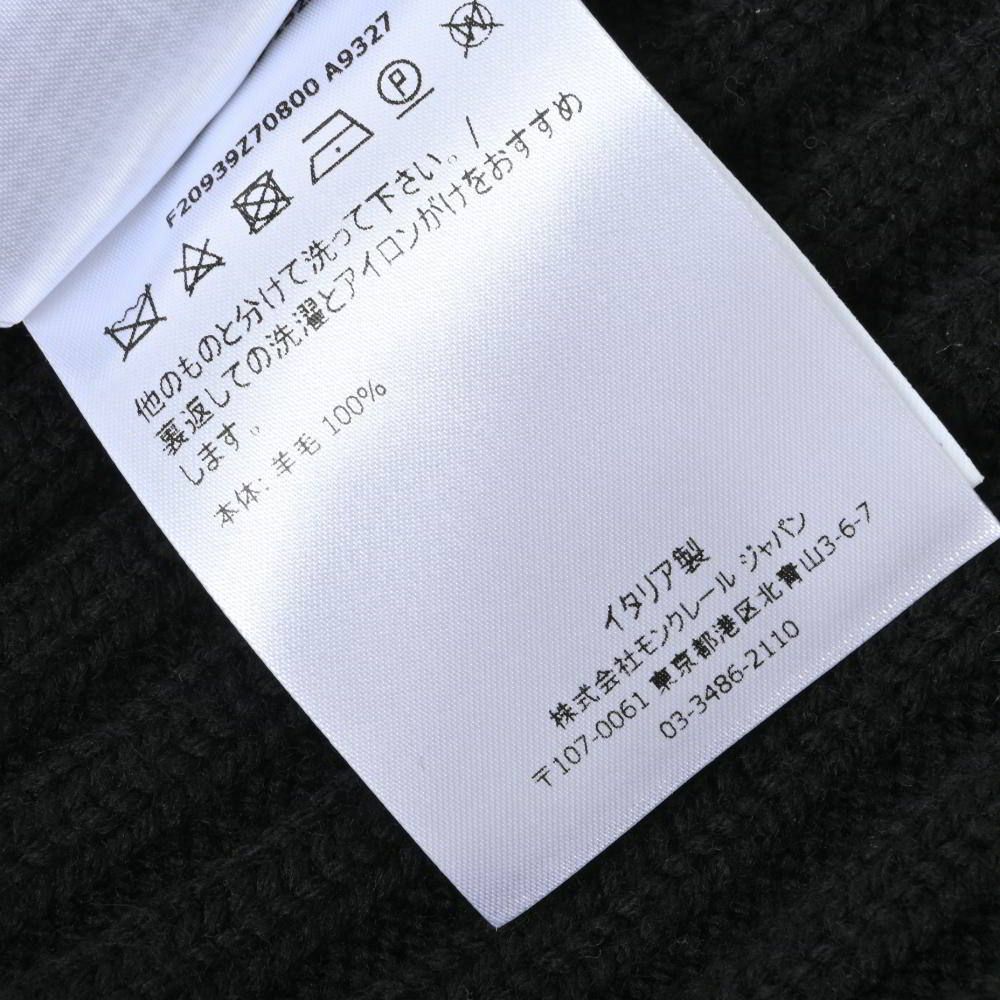 F20939Z70800 A9327
P
W
他のものと分けて洗って下さい。/
裏返しての洗濯とアイロンがけをおすすめ
します。
本体: 羊毛 100%
イタリア製
株式会社モンクレール ジャパン
〒107-0061 東京都港区北青山3-6-7
03-3486-2110